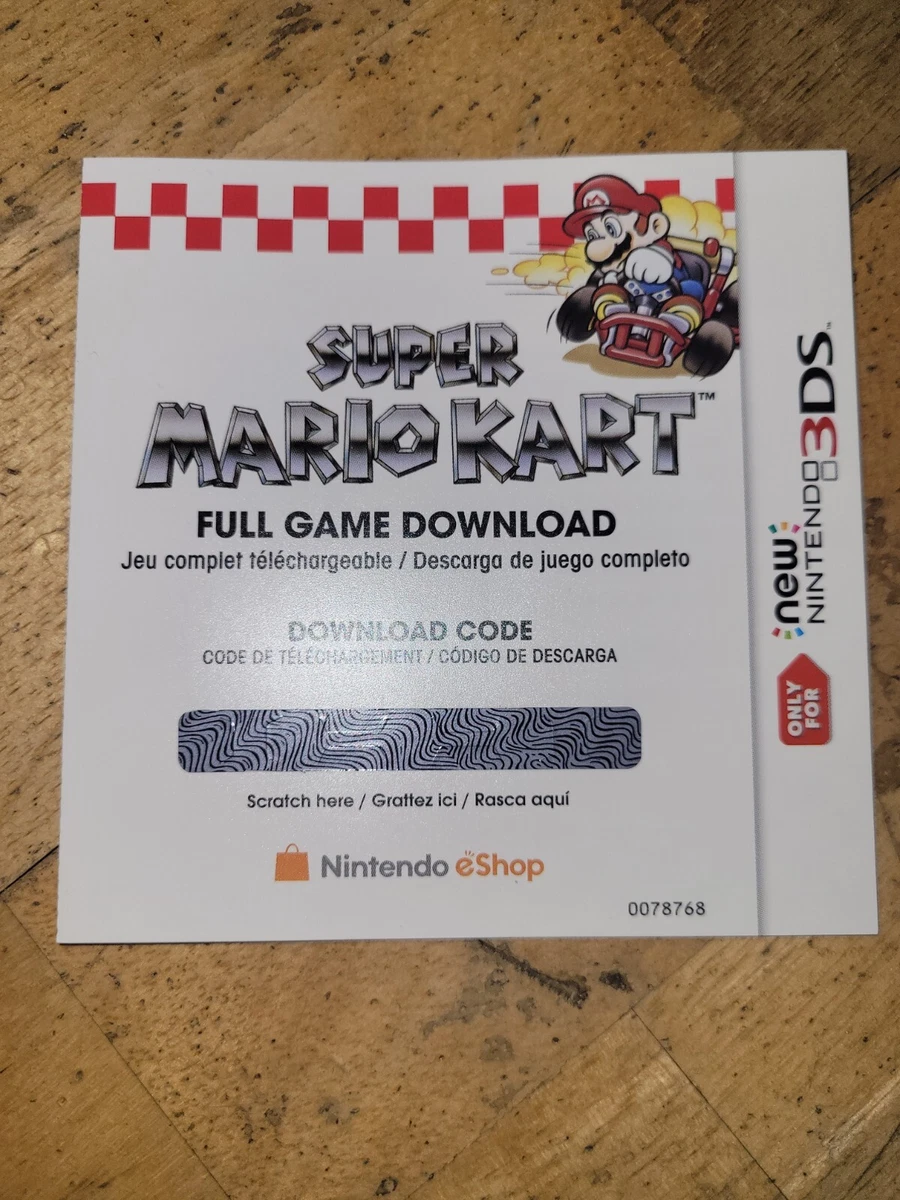 SUPER
MARIO KART™
FULL GAME DOWNLOAD
Jeu complet téléchargeable / Descarga de juego completo
DOWNLOAD CODE
CODE DE TÉLÉCHARGEMENT / CÓDIGO DE DESCARGA
Scratch here / Grattez ici / Rasca aquí
Nintendo eShop
0078768
ONLY
FOR
new
NINTENDO 3DS™